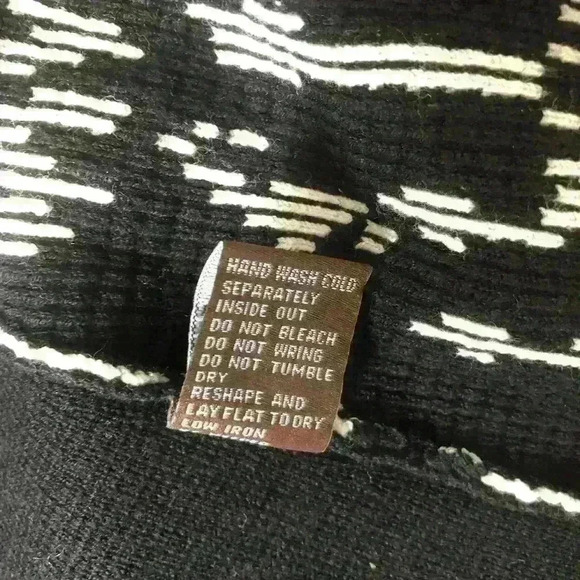 HAND WASH COLD
SEPARATELY
INSIDE OUT
DO NOT BLEACH
DO NOT WRING
DO NOT TUMBLE
DRY
RESHAPE AND
LAY FLAT TO DRY
LOW IRON